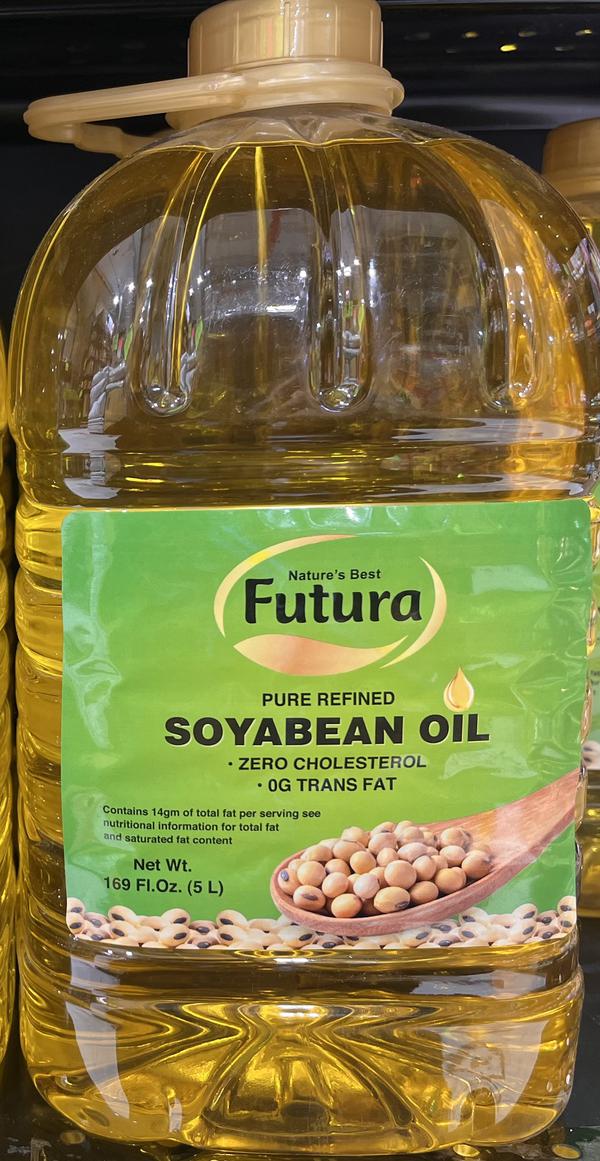 Nature's Best
Futura
PURE REFINED
SOYABEAN OIL
· ZERO CHOLESTEROL
· 0G TRANS FAT
Contains 14gm of total fat per serving see
nutritional information for total fat
and saturated fat content
Net Wt.
169 Fl.Oz. (5 L)